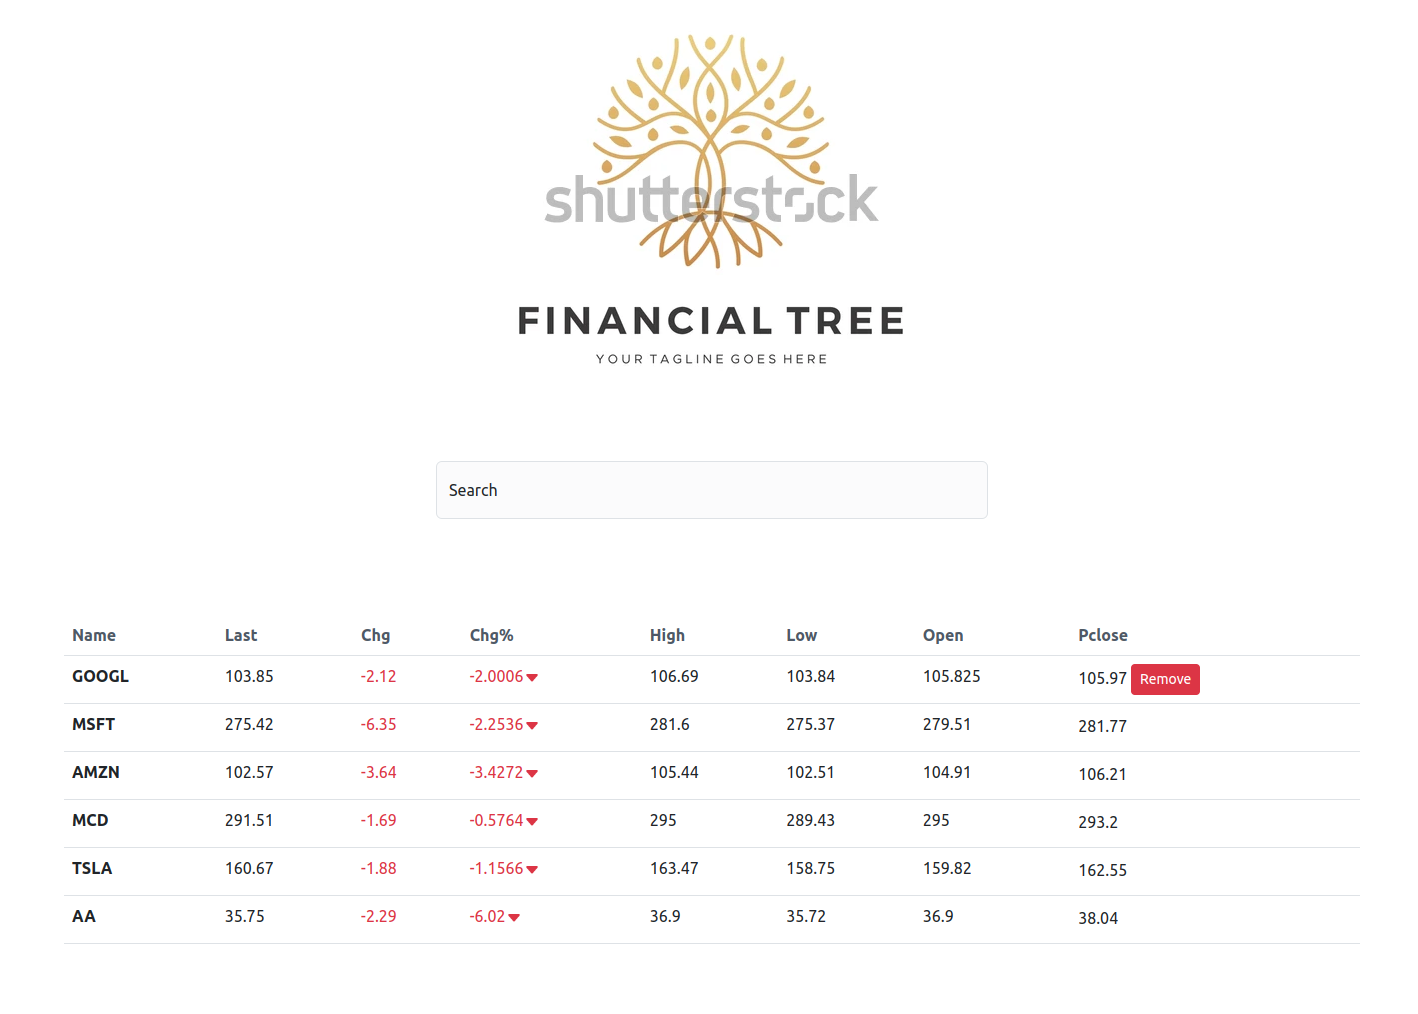 shutterstock
FINANCIAL TREE
YOUR TAGLINE GOES HERE
Search
Name Last Chg Chg% High Low Open Pclose
GOOGL 103.85 -2.12 -2.0006 106.69 103.84 105.825 105.97 Remove
MSFT 275.42 -6.35 -2.2536 281.6 275.37 279.51 281.77
AMZN 102.57 -3.64 -3.4272 105.44 102.51 104.91 106.21
MCD 291.51 -1.69 -0.5764 295 289.43 295 293.2
TSLA 160.67 -1.88 -1.1566 163.47 158.75 159.82 162.55
AA 35.75 -2.29 -6.02 36.9 35.72 36.9 38.04